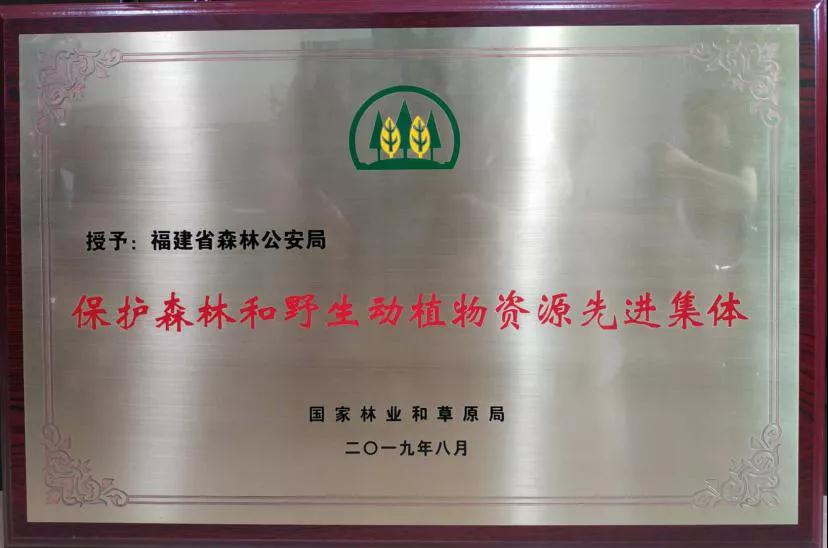 授予：福建省森林公安局
保护森林和野生动植物资源先进集体
国家林业和草原局
二〇一九年八月